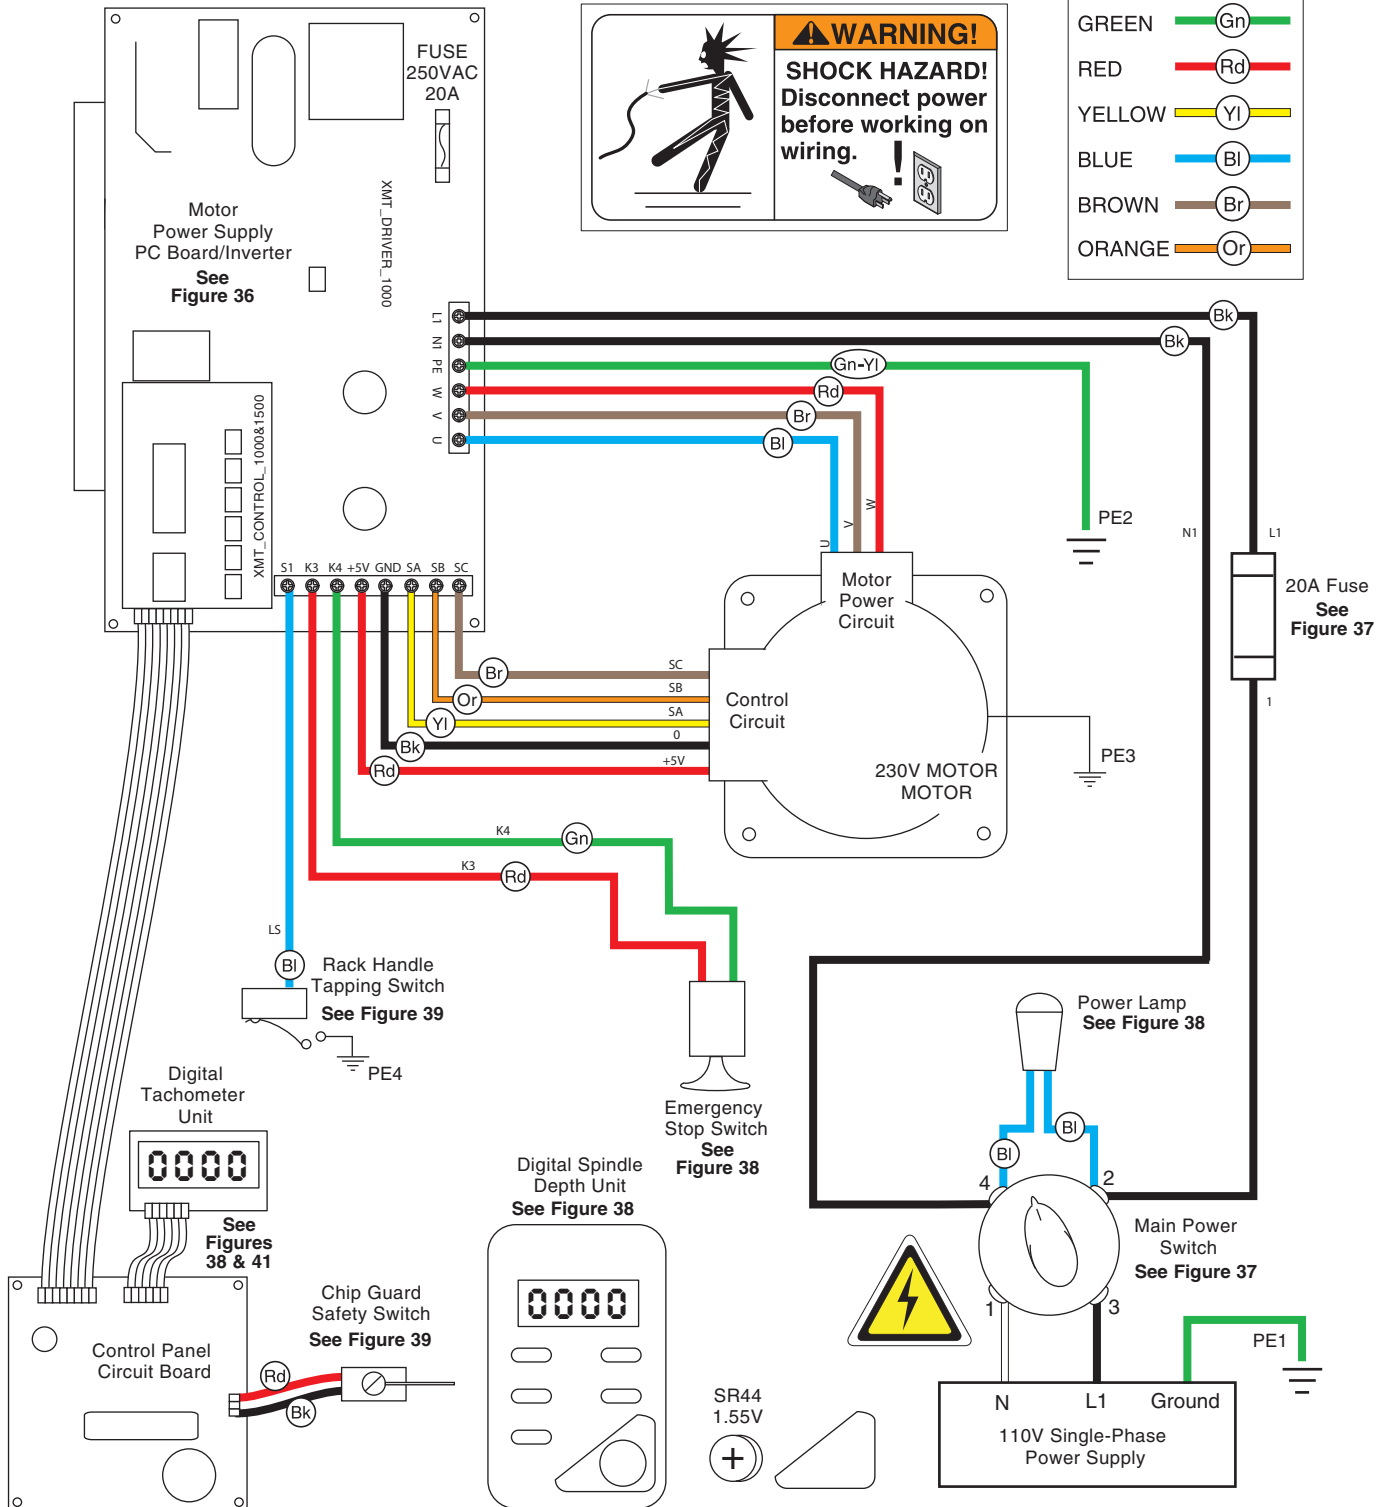 FUSE
250VAC
20A
WARNING!
SHOCK HAZARD!
Disconnect power
before working on
wiring.
!
GREEN Gn
RED Rd
YELLOW Yl
BLUE Bl
BROWN Br
ORANGE Or
Motor
Power Supply
PC Board/Inverter
See
Figure 36
XMT_DRIVER_1000
XMT_CONTROL_1000&1500
L1
N1
PE
W
V
U
Bk
Bk
Gn-Yl
Rd
Br
Bl
U
V
W
PE2
N1
L1
20A Fuse
See
Figure 37
1
S1 K3 K4 +5V GND SA SB SC
Motor
Power
Circuit
Br
SC
Or
SB
Yl
SA
Bk
0
Rd
+5V
Control
Circuit
230V MOTOR
MOTOR
PE3
K4
Gn
K3
Rd
LS
Bl
Rack Handle
Tapping Switch
See Figure 39
PE4
Emergency
Stop Switch
See
Figure 38
Power Lamp
See Figure 38
Bl
Bl
4
2
Main Power
Switch
See Figure 37
1
3
PE1
N
L1
Ground
110V Single-Phase
Power Supply
Digital
Tachometer
Unit
0000
See
Figures
38 & 41
Digital Spindle
Depth Unit
See Figure 38
0000
Chip Guard
Safety Switch
See Figure 39
Control Panel
Circuit Board
Rd
Bk
SR44
1.55V
+